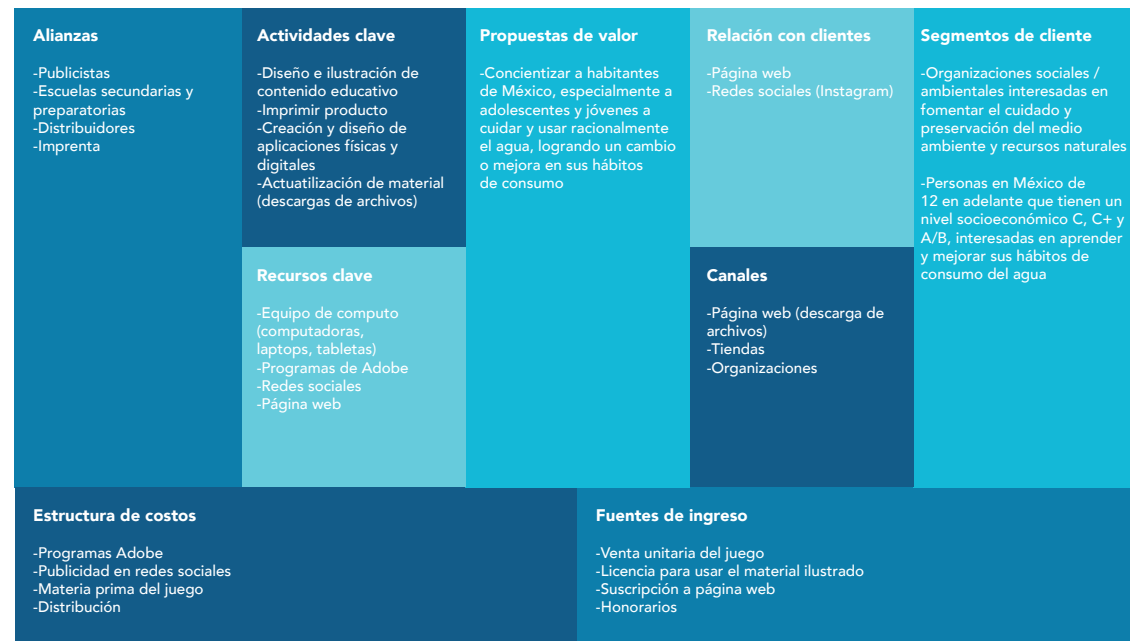 Alianzas
-Publicistas
-Escuelas secundarias y
preparatorias
-Distribuidores
-Imprenta
Actividades clave
-Diseño e ilustración de
contenido educativo
-Imprimir producto
-Creación y diseño de
aplicaciones físicas y
digitales
-Actuatilización de material
(descargas de archivos)
Recursos clave
-Equipo de computo
(computadoras,
laptops, tabletas)
-Programas de Adobe
-Redes sociales
-Página web
Propuestas de valor
-Concientizar a habitantes
de México, especialmente a
adolescentes y jóvenes a
cuidar y usar racionalmente
el agua, logrando un cambio
o mejora en sus hábitos
de consumo
Relación con clientes
-Página web
-Redes sociales (Instagram)
Canales
-Página web (descarga de
archivos)
-Tiendas
-Organizaciones
Segmentos de cliente
-Organizaciones sociales /
ambientales interesadas en
fomentar el cuidado y
preservación del medio
ambiente y recursos naturales
-Personas en México de
12 en adelante que tienen un
nivel socioeconómico C, C+ y
A/B, interesadas en aprender
y mejorar sus hábitos de
consumo del agua
Estructura de costos
-Programas Adobe
-Publicidad en redes sociales
-Materia prima del juego
-Distribución
Fuentes de ingreso
-Venta unitaria del juego
-Licencia para usar el material ilustrado
-Suscripción a página web
-Honorarios